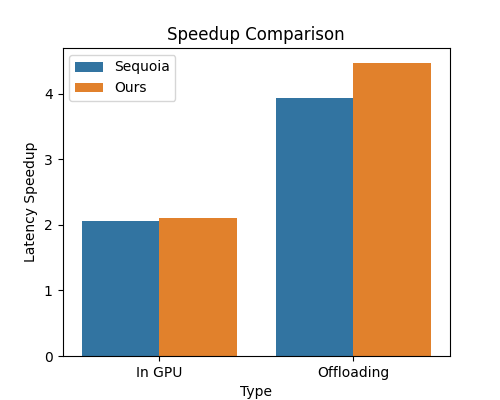 Speedup Comparison
Sequoia
Ours
Latency Speedup
4
3
2
1
0
In GPU Offloading
Type